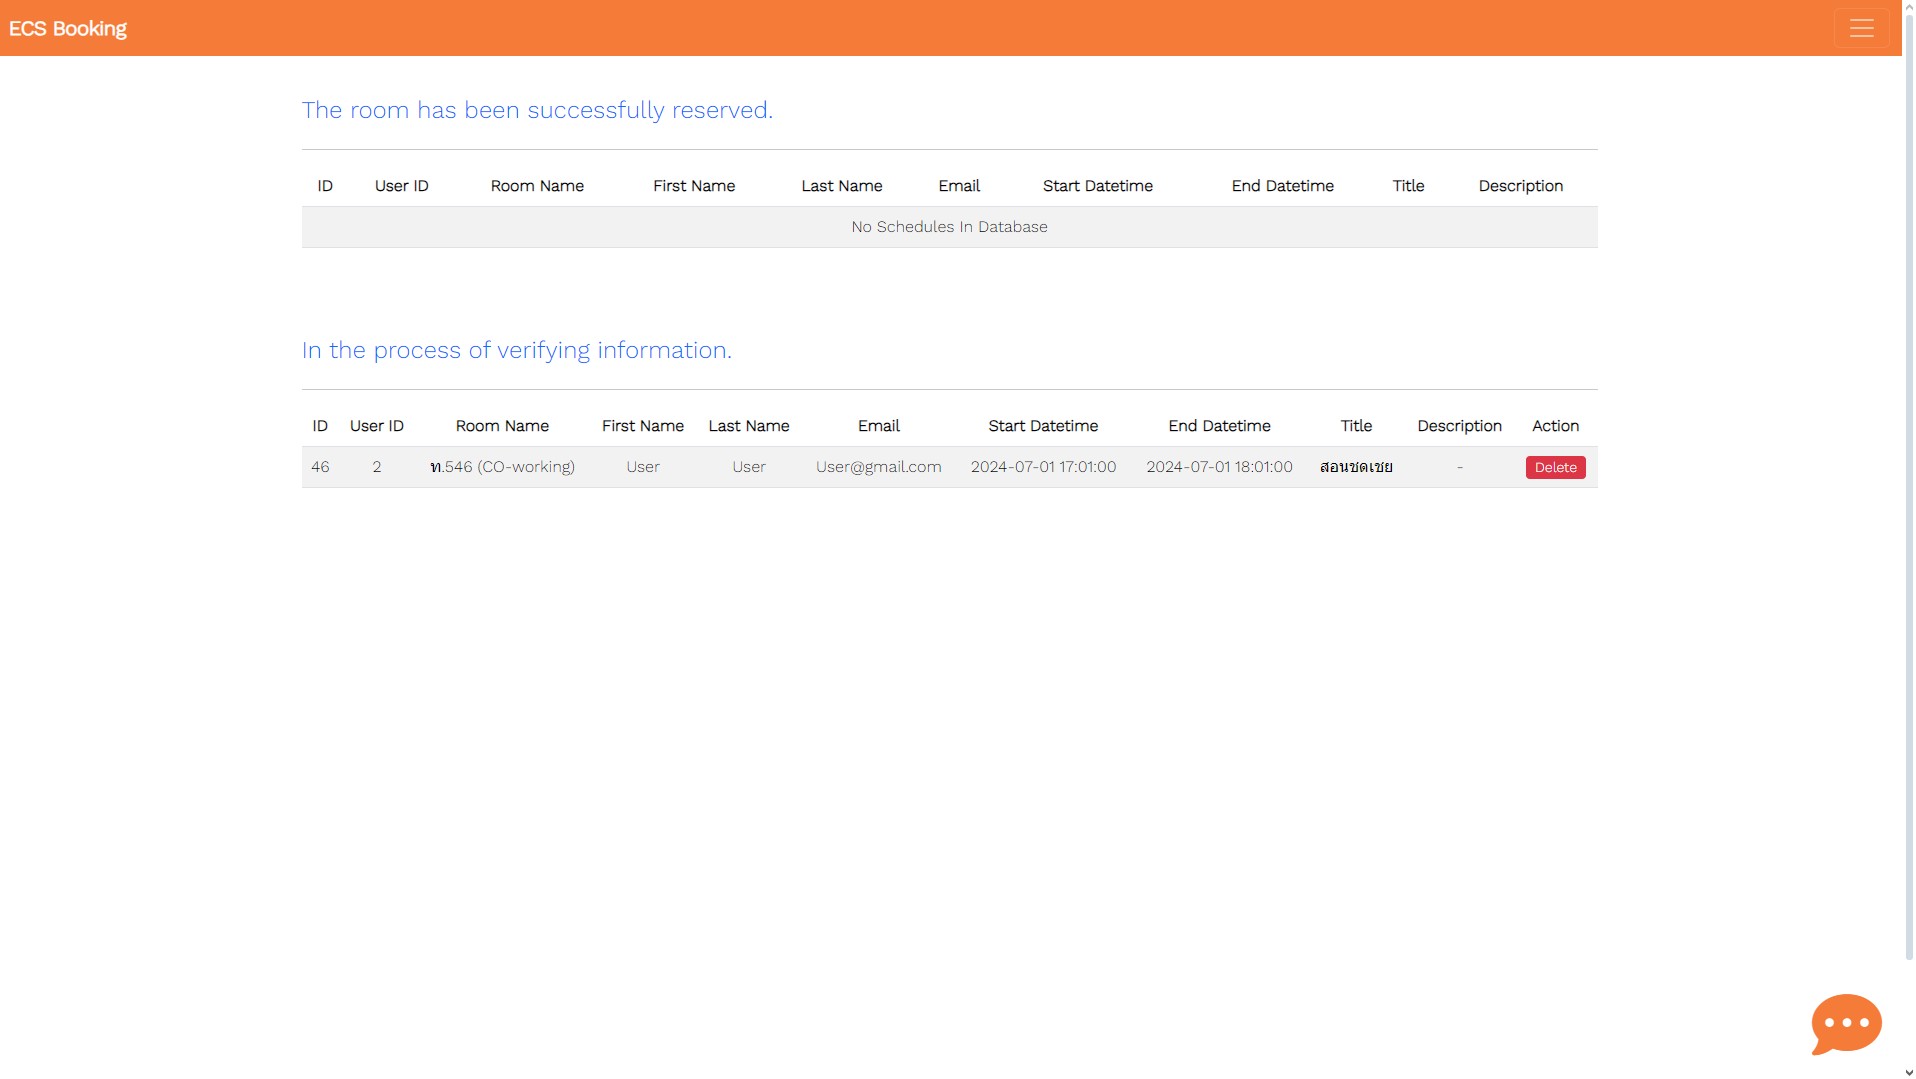 ECS Booking
The room has been successfully reserved.
ID User ID Room Name First Name Last Name Email Start Datetime End Datetime Title Description
No Schedules In Database
In the process of verifying information.
ID User ID Room Name First Name Last Name Email Start Datetime End Datetime Title Description Action
46 2 ท.546 (CO-working) User User User@gmail.com 2024-07-01 17:01:00 2024-07-01 18:01:00 สอนชดเชย - Delete